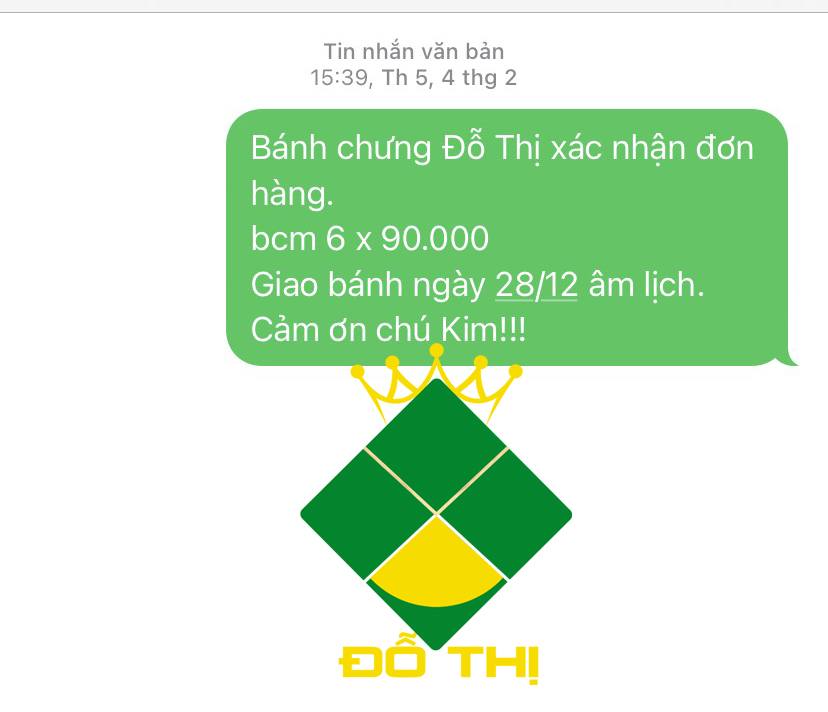 Tin nhắn văn bản
15:39, Th 5, 4 thg 2
Bánh chưng Đỗ Thị xác nhận đơn
hàng.
bcm 6 x 90.000
Giao bánh ngày 28/12 âm lịch.
Cảm ơn chú Kim!!!
ĐỖ THỊ